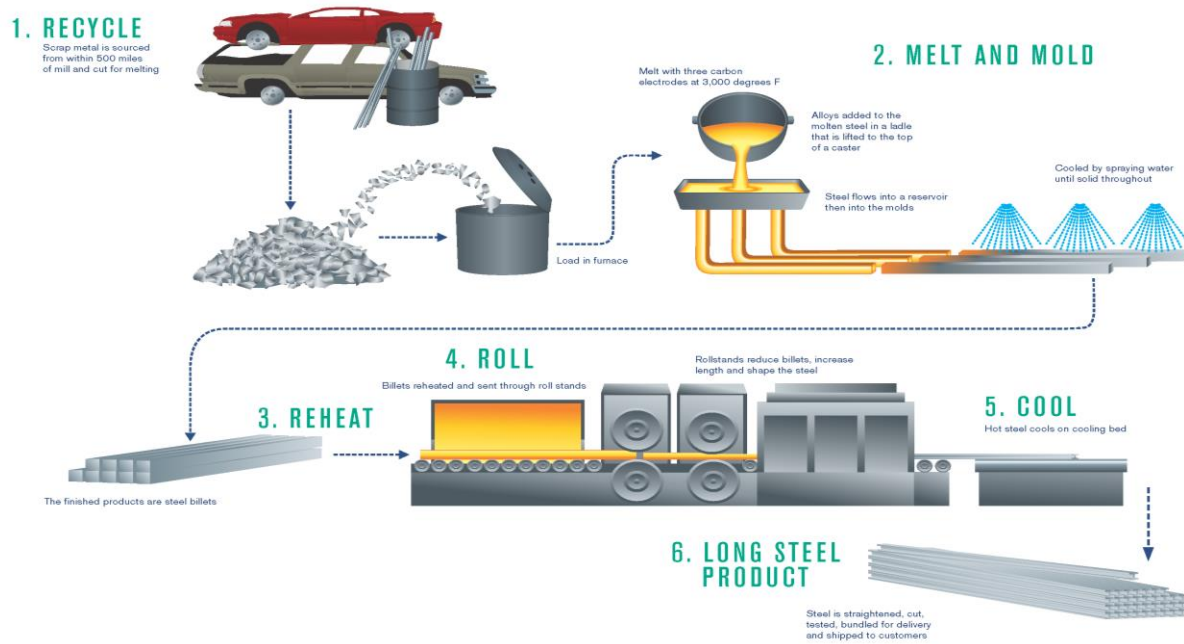 1. RECYCLE
Scrap metal is sourced
from within 500 miles
of mill and cut for melting
Load in furnace
2. MELT AND MOLD
Melt with three carbon
electrodes at 3,000 degrees F
Alloys added to the
molten steel in a ladle
that is lifted to the top
of a caster
Steel flows into a reservoir
then into the molds
Cooled by spraying water
until solid throughout
The finished products are steel billets
3. REHEAT
4. ROLL
Billets reheated and sent through roll stands
Rollstands reduce billets, increase
length and shape the steel
5. COOL
Hot steel cools on cooling bed
6. LONG STEEL
PRODUCT
Steel is straightened, cut,
tested, bundled for delivery
and shipped to customers